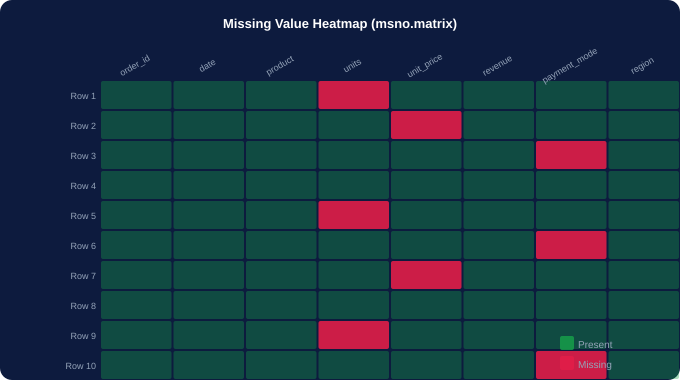 Missing Value Heatmap (msno.matrix)
order_id date product units unit_price revenue payment_mode region
Row 1
Row 2
Row 3
Row 4
Row 5
Row 6
Row 7
Row 8
Row 9
Present
Row 10
Missing